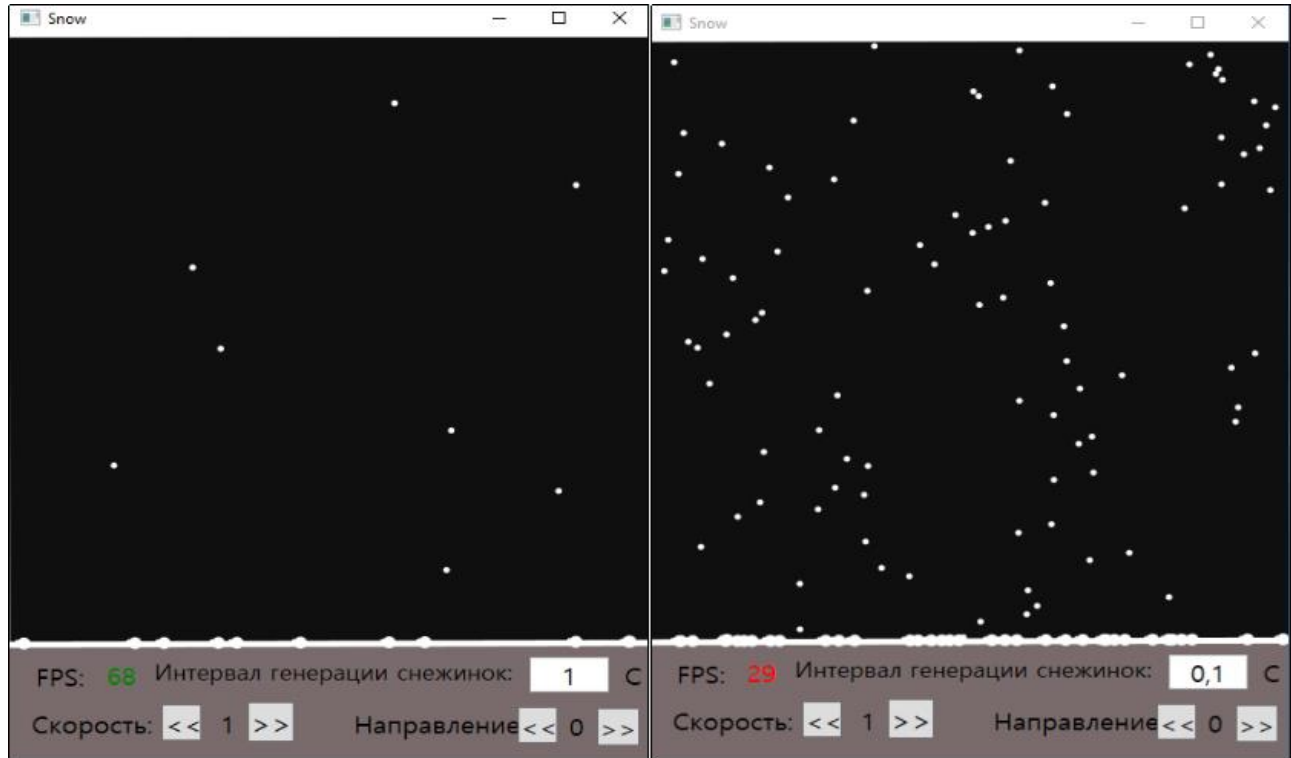 Snow
FPS: 68 Интервал генерации снежинок: 1 С
Скорость: << 1 >> Направление << 0 >>
Snow
FPS: 29 Интервал генерации снежинок: 0,1 С
Скорость: << 1 >> Направление << 0 >>